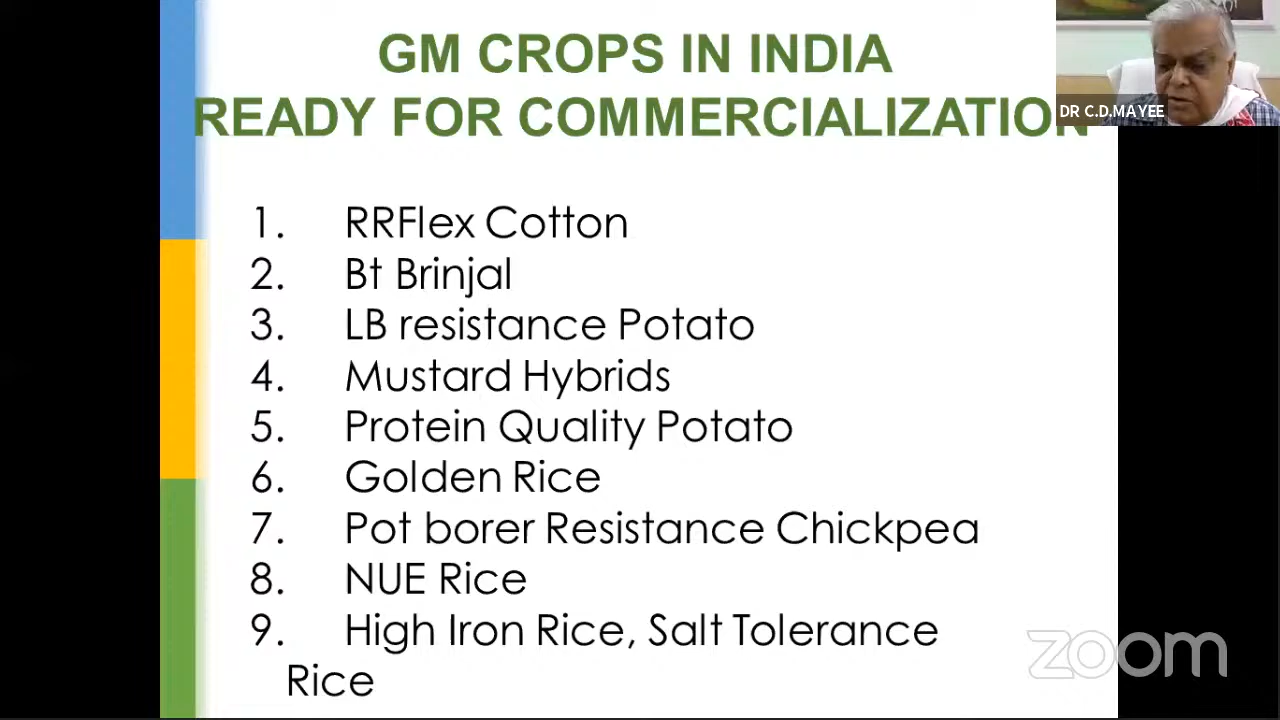 GM CROPS IN INDIA
READY FOR COMMERCIALIZATION
DR C.D.MAYEE
1. RRFlex Cotton
2. Bt Brinjal
3. LB resistance Potato
4. Mustard Hybrids
5. Protein Quality Potato
6. Golden Rice
7. Pot borer Resistance Chickpea
8. NUE Rice
9. High Iron Rice, Salt Tolerance
Rice
zoom